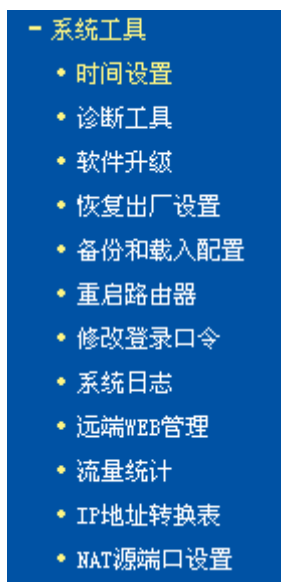 - 系统工具
• 时间设置
• 诊断工具
• 软件升级
• 恢复出厂设置
• 备份和载入配置
• 重启路由器
• 修改登录口令
• 系统日志
• 远端WEB管理
• 流量统计
• IP地址转换表
• NAT源端口设置